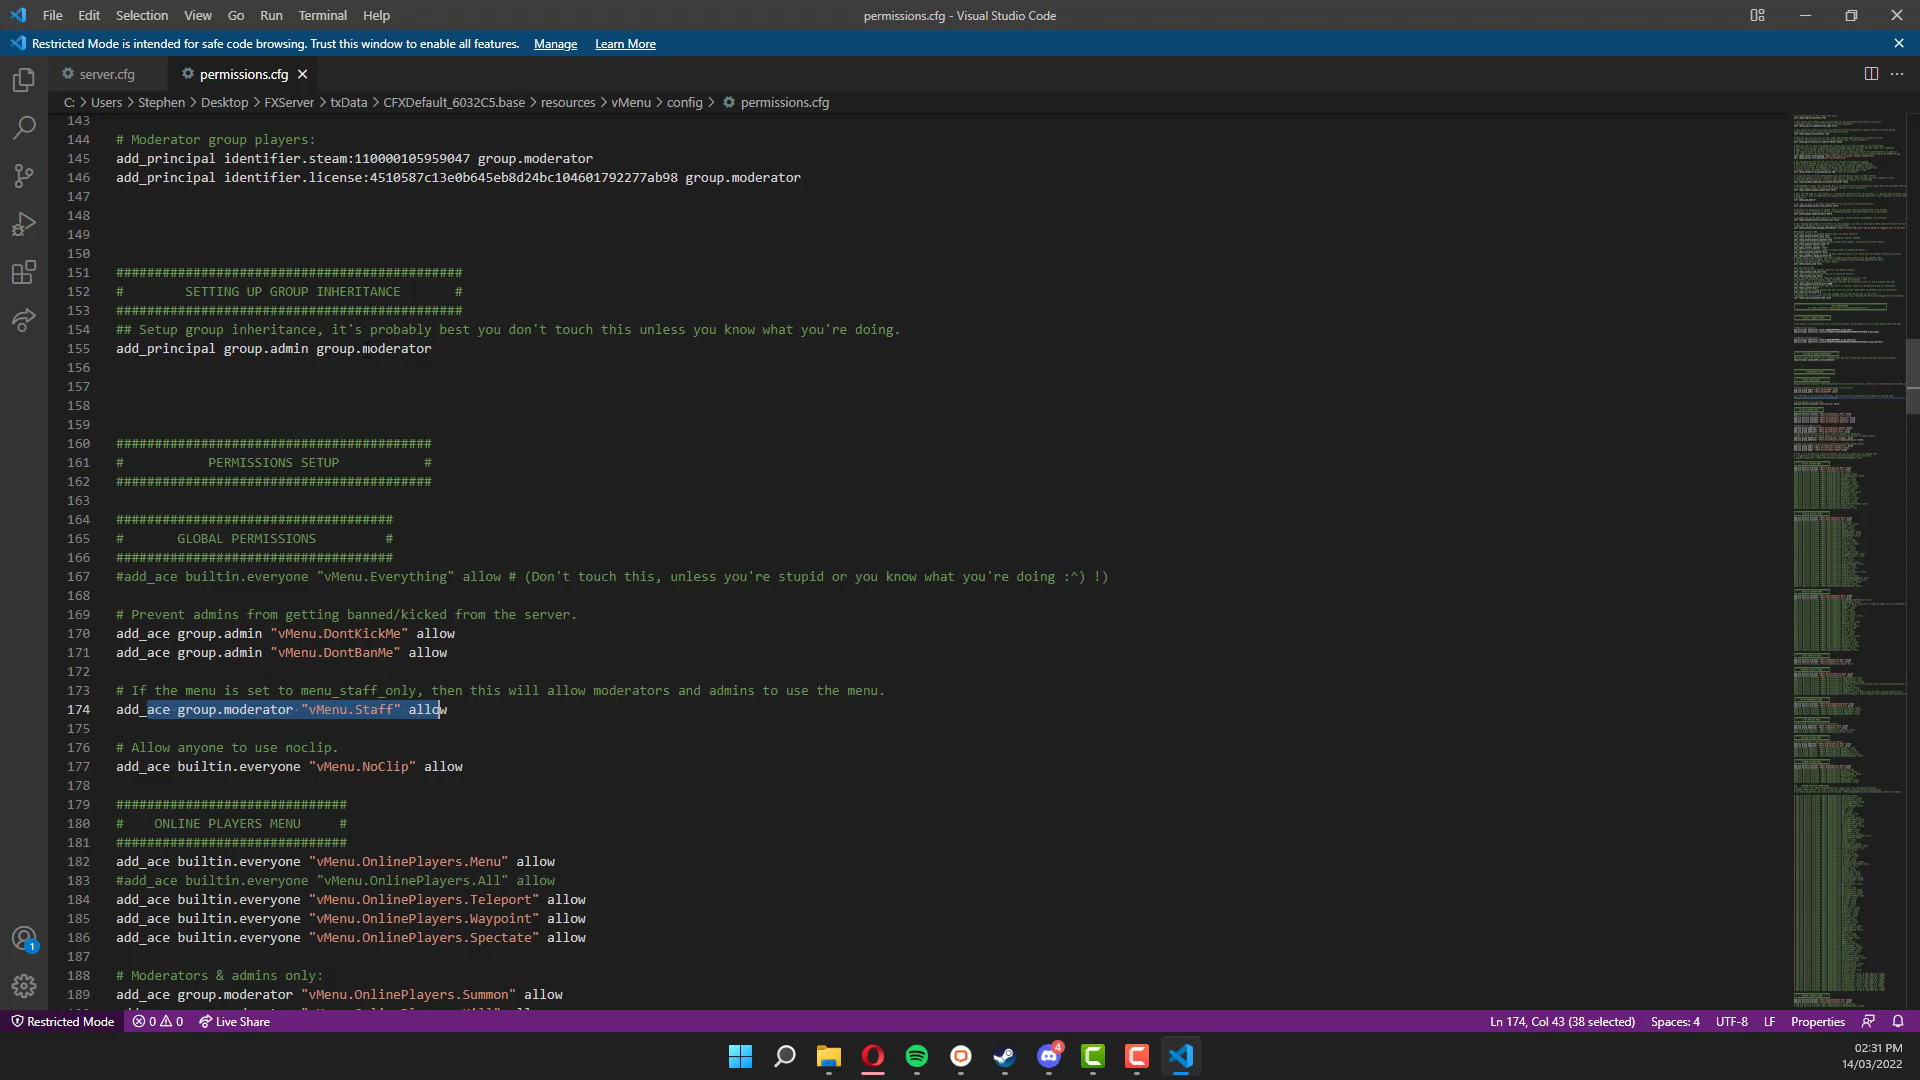 File Edit Selection View Go Run Terminal Help
permissions.cfg - Visual Studio Code
Restricted Mode is intended for safe code browsing. Trust this window to enable all features. Manage Learn More
server.cfg permissions.cfg
C: > Users > Stephen > Desktop > FXServer > txData > CFXDefault_6032C5.base > resources > vMenu > config > permissions.cfg
143
144 # Moderator group players:
145 add_principal identifier.steam:110000105959047 group.moderator
146 add_principal identifier.license:4510587c13e0b645eb8d24bc104601792277ab98 group.moderator
147
148
149
150
151 #############################################
152 # SETTING UP GROUP INHERITANCE #
153 #############################################
154 ## Setup group inheritance, it's probably best you don't touch this unless you know what you're doing.
155 add_principal group.admin group.moderator
156
157
158
159
160 #########################################
161 # PERMISSIONS SETUP #
162 #########################################
163
164 ####################################
165 # GLOBAL PERMISSIONS #
166 ####################################
167 #add_ace builtin.everyone "vMenu.Everything" allow # (Don't touch this, unless you're stupid or you know what you're doing :^) !)
168
169 # Prevent admins from getting banned/kicked from the server.
170 add_ace group.admin "vMenu.DontKickMe" allow
171 add_ace group.admin "vMenu.DontBanMe" allow
172
173 # If the menu is set to menu_staff_only, then this will allow moderators and admins to use the menu.
174 add_ace group.moderator "vMenu.Staff" allow
175
176 # Allow anyone to use noclip.
177 add_ace builtin.everyone "vMenu.NoClip" allow
178
179 ##############################
180 # ONLINE PLAYERS MENU #
181 ##############################
182 add_ace builtin.everyone "vMenu.OnlinePlayers.Menu" allow
183 #add_ace builtin.everyone "vMenu.OnlinePlayers.All" allow
184 add_ace builtin.everyone "vMenu.OnlinePlayers.Teleport" allow
185 add_ace builtin.everyone "vMenu.OnlinePlayers.Waypoint" allow
186 add_ace builtin.everyone "vMenu.OnlinePlayers.Spectate" allow
187
188 # Moderators & admins only:
189 add_ace group.moderator "vMenu.OnlinePlayers.Summon" allow
1
Restricted Mode 0 0 Live Share Ln 174, Col 43 (38 selected) Spaces: 4 UTF-8 LF Properties
4
02:31 PM
14/03/2022